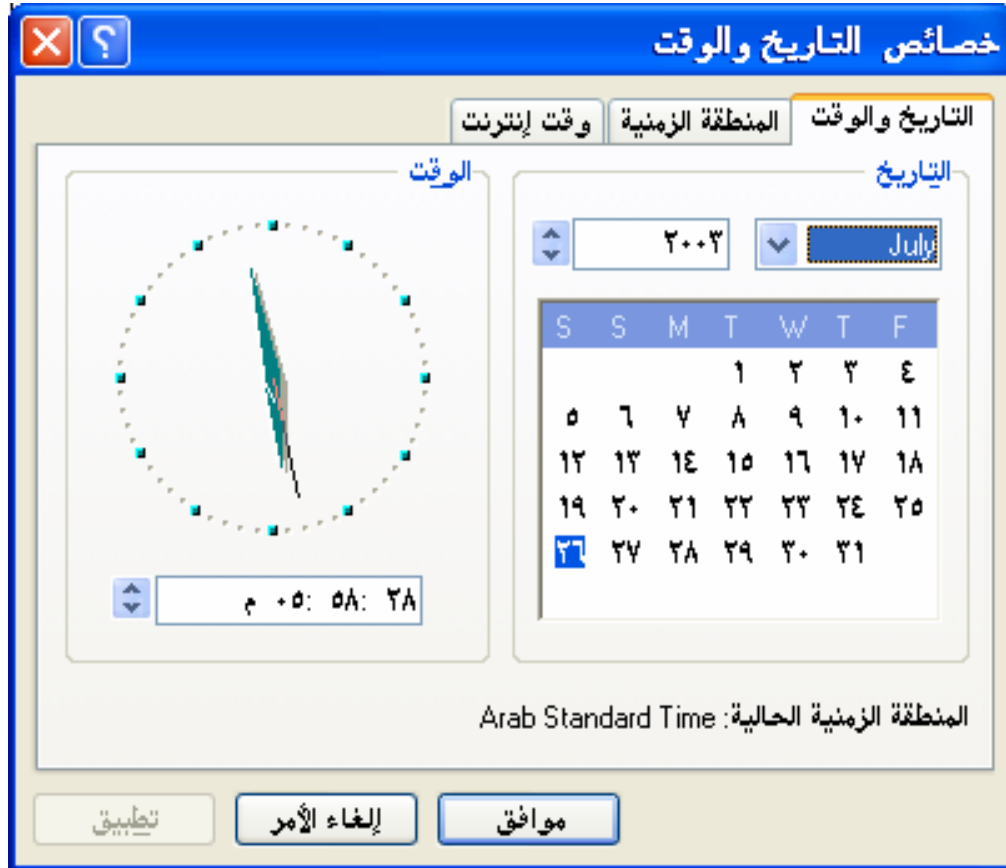 خصائص التاريخ والوقت
التاريخ والوقت
المنطقة الزمنية
وقت إنترنت
التاريخ
July
٢٠٠٣
S S M T W T F
١ ٢ ٣ ٤
٥ ٦ ٧ ٨ ٩ ١٠ ١١
١٢ ١٣ ١٤ ١٥ ١٦ ١٧ ١٨
١٩ ٢٠ ٢١ ٢٢ ٢٣ ٢٤ ٢٥
٢٦ ٢٧ ٢٨ ٢٩ ٣٠ ٣١
الوقت
٠٥: ٥٨: ٢٨ م
المنطقة الزمنية الحالية: Arab Standard Time
موافق
إلغاء الأمر
تطبيق